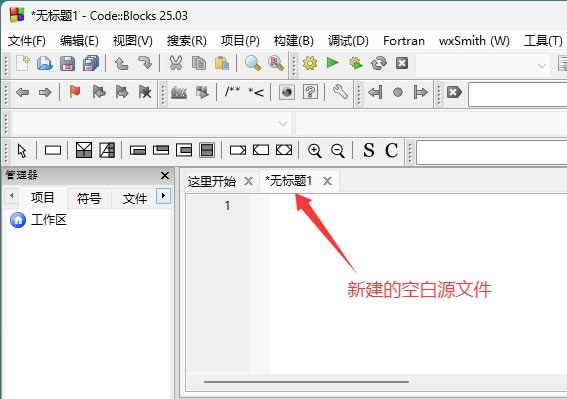 *无标题1 - Code::Blocks 25.03
文件(F) 编辑(E) 视图(V) 搜索(R) 项目(P) 构建(B) 调试(D) Fortran wxSmith (W) 工具(T)
/** *<
S C
管理器
项目 符号 文件
工作区
这里开始 *无标题1
1
新建的空白源文件